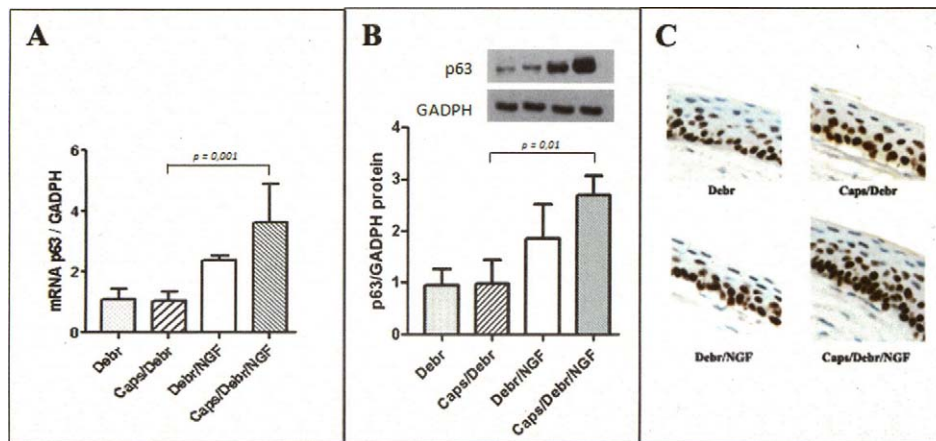 A
mRNA p63 / GADPH
6
4
2
0
p = 0,001
Debr
Caps/Debr
Debr/NGF
Caps/Debr/NGF
B
p63
GADPH
p63/GADPH protein
4
3
2
1
0
p = 0,01
Debr
Caps/Debr
Debr/NGF
Caps/Debr/NGF
C
Debr
Caps/Debr
Debr/NGF
Caps/Debr/NGF